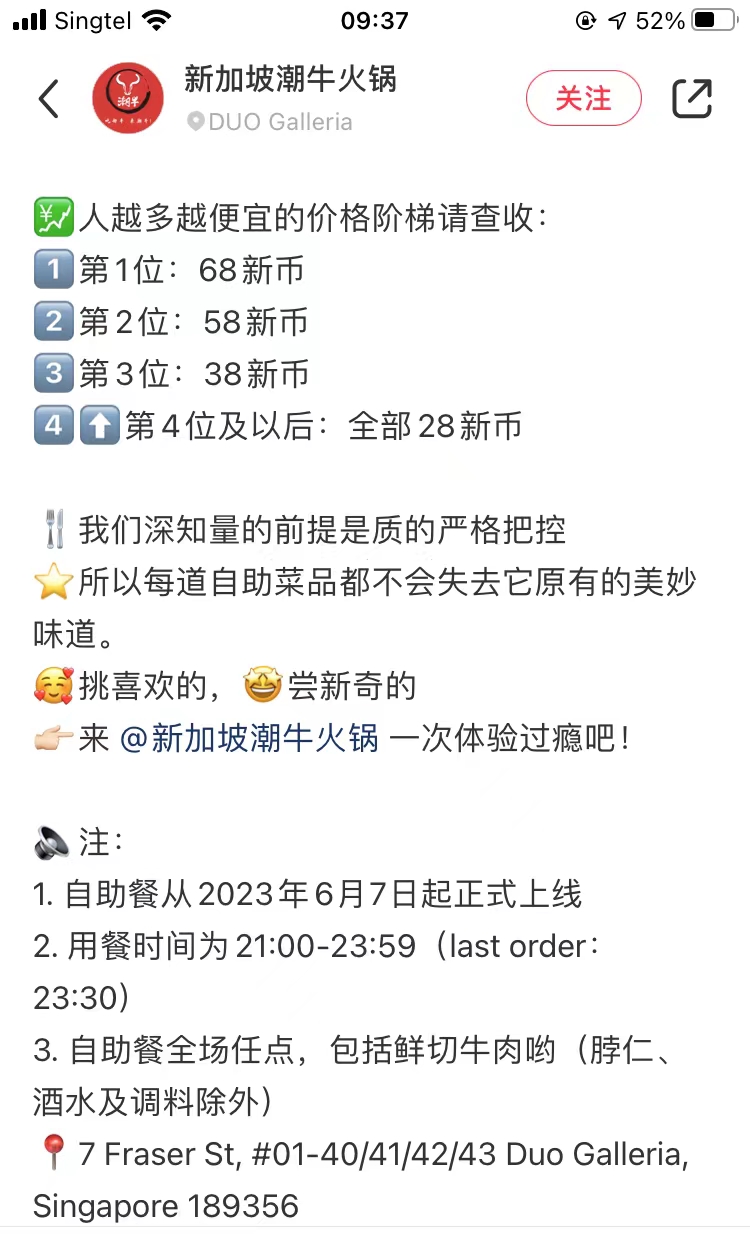 Singtel 09:37 52%
新加坡潮牛火锅
DUO Galleria
关注
💹人越多越便宜的价格阶梯请查收：
1️⃣第1位：68新币
2️⃣第2位：58新币
3️⃣第3位：38新币
4️⃣⬆️第4位及以后：全部28新币
🍴我们深知量的前提是质的严格把控
⭐所以每道自助菜品都不会失去它原有的美妙
味道。
🥰挑喜欢的，🤩尝新奇的
👉🏻来 @新加坡潮牛火锅 一次体验过瘾吧！
🔈注：
1. 自助餐从2023年6月7日起正式上线
2. 用餐时间为21:00-23:59（last order：
23:30）
3. 自助餐全场任点，包括鲜切牛肉哟（脖仁、
酒水及调料除外）
📍7 Fraser St, #01-40/41/42/43 Duo Galleria,
Singapore 189356